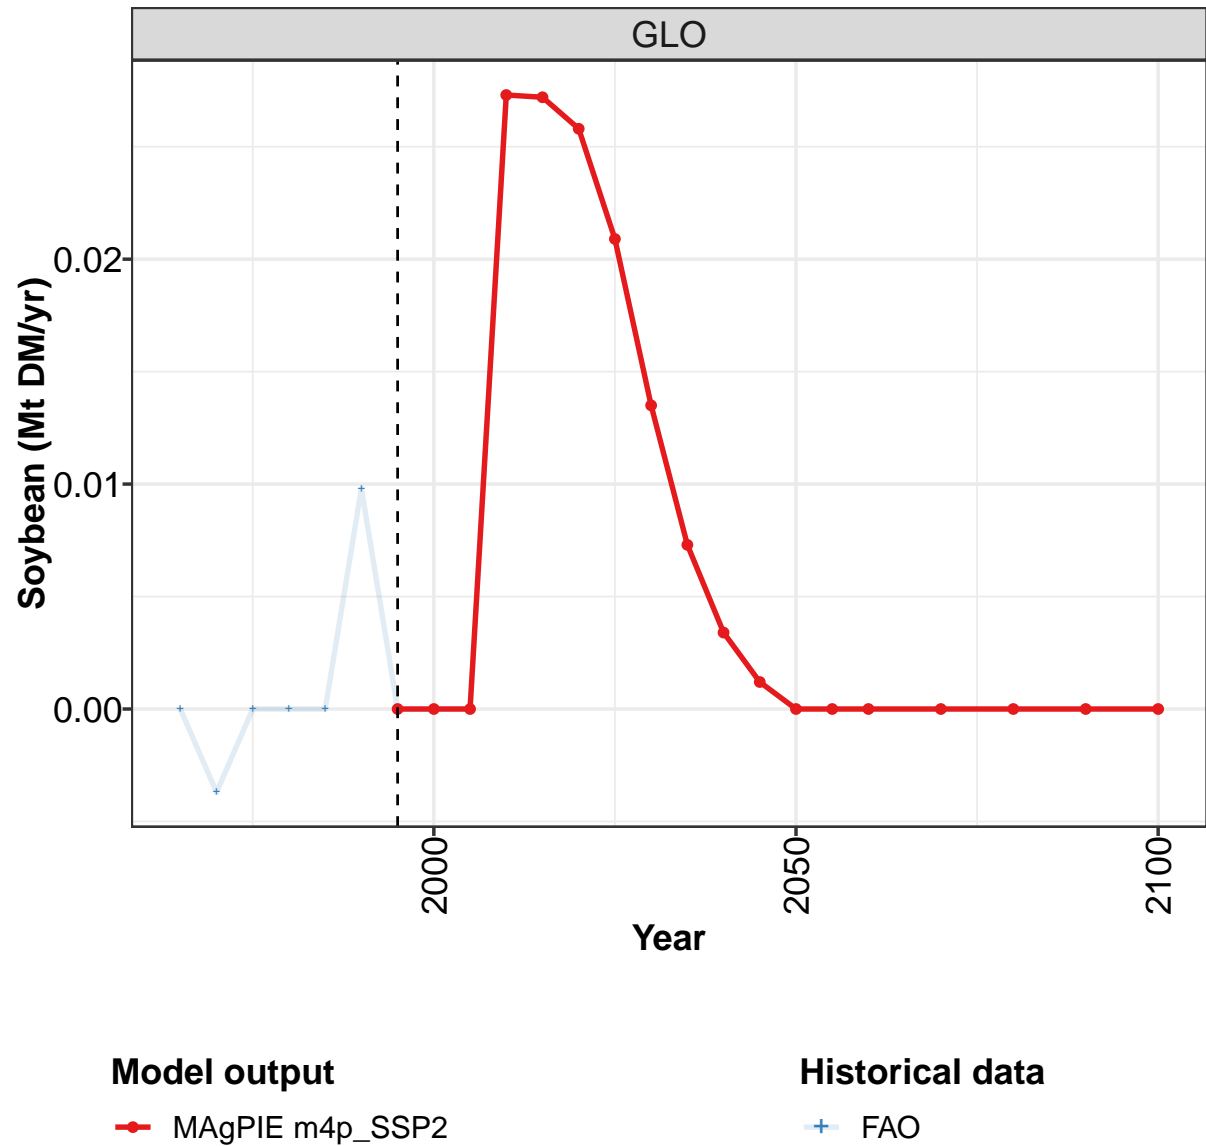 GLO
Soybean (Mt DM/yr)
0.02
0.01
0.00
2000
2050
2100
Year
Model output
MAgPIE m4p_SSP2
Historical data
FAO